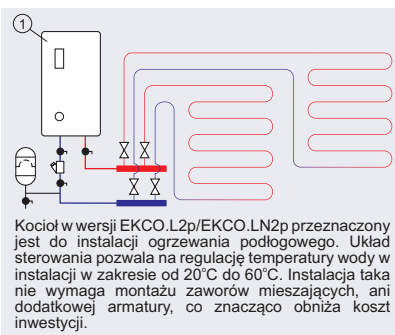 1
Kocioł w wersji EKCO.L2p/EKCO.LN2p przeznaczony
jest do instalacji ogrzewania podłogowego. Układ
sterowania pozwala na regulację temperatury wody w
instalacji w zakresie od 20°C do 60°C. Instalacja taka
nie wymaga montażu zaworów mieszających, ani
dodatkowej armatury, co znacząco obniża koszt
inwestycji.